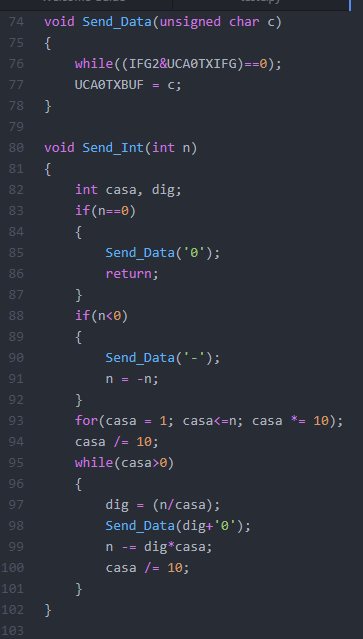 74 void Send_Data(unsigned char c)
75 {
76     while((IFG2&UCA0TXIFG)==0);
77     UCA0TXBUF = c;
78 }
79
80 void Send_Int(int n)
81 {
82     int casa, dig;
83     if(n==0)
84     {
85         Send_Data('0');
86         return;
87     }
88     if(n<0)
89     {
90         Send_Data('-');
91         n = -n;
92     }
93     for(casa = 1; casa<=n; casa *= 10);
94     casa /= 10;
95     while(casa>0)
96     {
97         dig = (n/casa);
98         Send_Data(dig+'0');
99         n -= dig*casa;
100         casa /= 10;
101     }
102 }
103